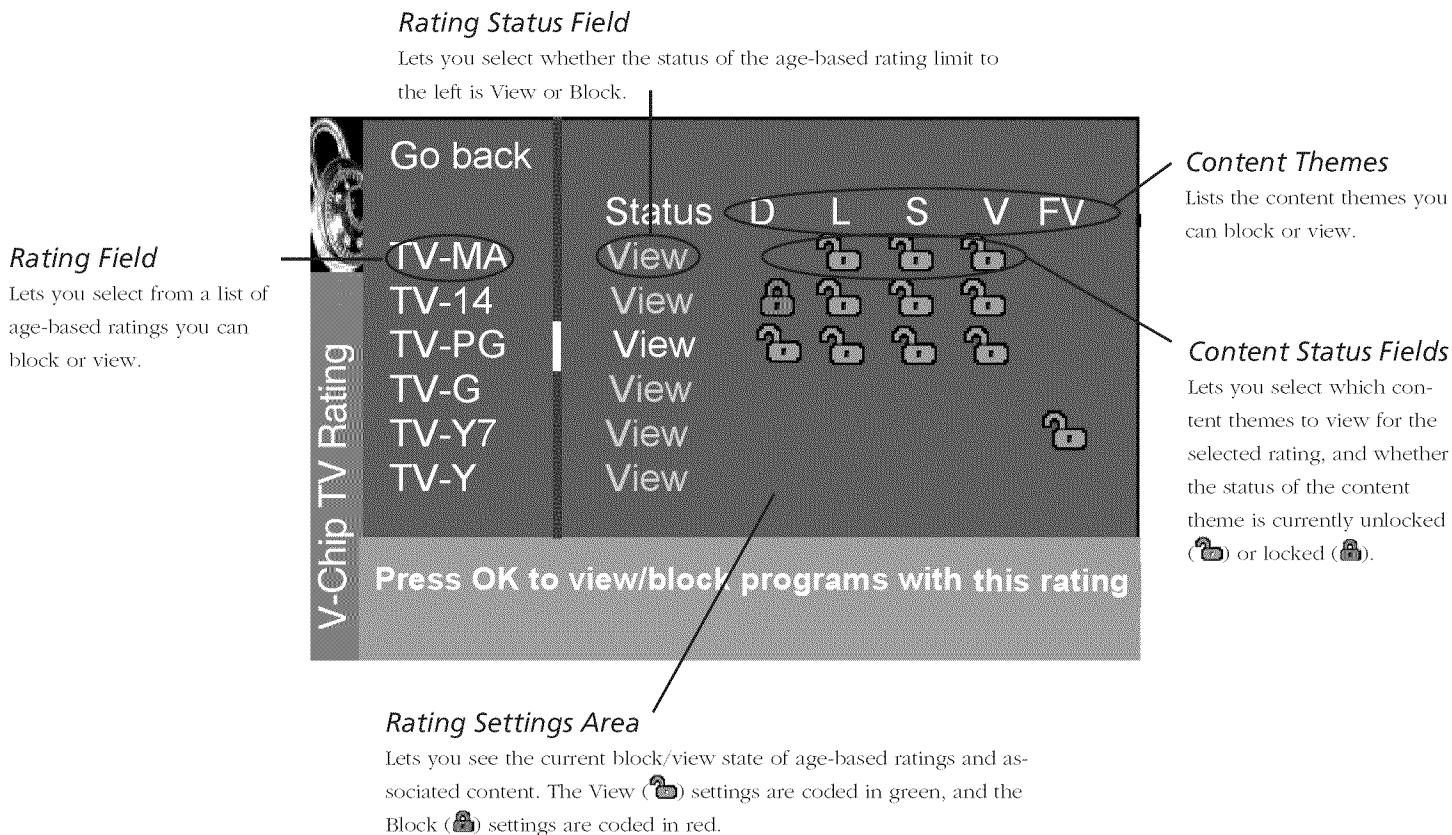 Rating Status Field
Lets you select whether the status of the age-based rating limit to
the left is View or Block.
Go back
Status D L S V FV
TV-MA View
TV-14 View
TV-PG View
TV-G View
TV-Y7 View
TV-Y View
V-Chip TV Rating
Press OK to view/block programs with this rating
Rating Field
Lets you select from a list of
age-based ratings you can
block or view.
Content Themes
Lists the content themes you
can block or view.
Content Status Fields
Lets you select which con-
tent themes to view for the
selected rating, and whether
the status of the content
theme is currently unlocked
() or locked ().
Rating Settings Area
Lets you see the current block/view state of age-based ratings and as-
sociated content. The View () settings are coded in green, and the
Block () settings are coded in red.